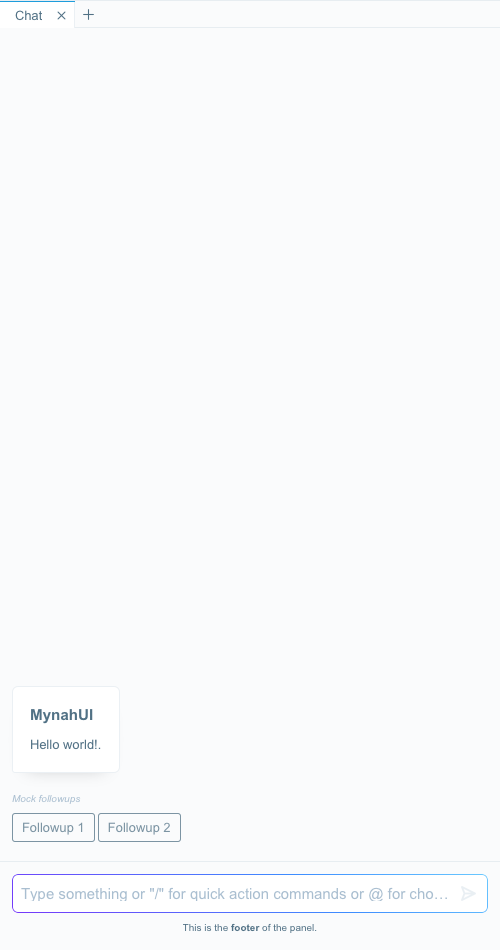 Chat
MynahUI
Hello world!.
Mock followups
Followup 1 Followup 2
Type something or "/" for quick action commands or @ for cho…
This is the footer of the panel.